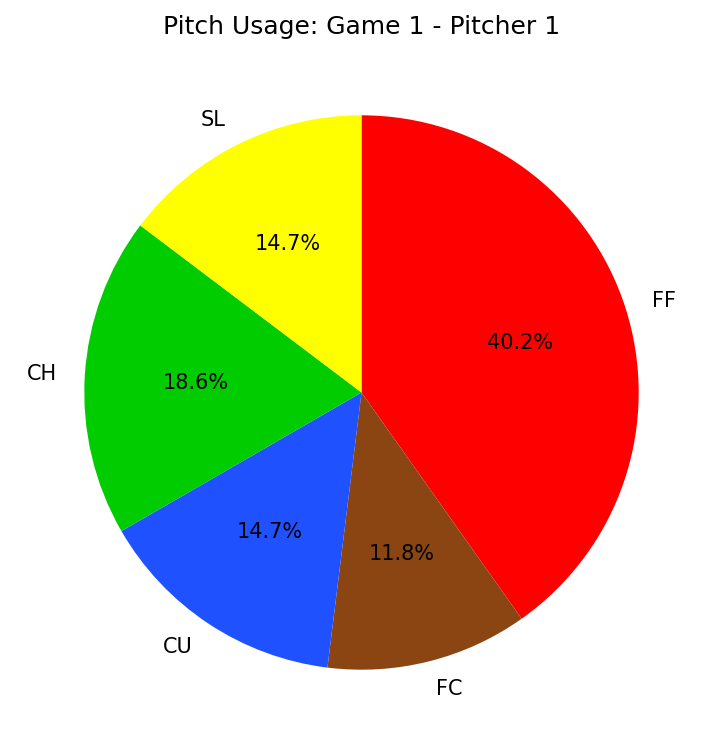 Pitch Usage: Game 1 - Pitcher 1
SL
14.7%
FF
40.2%
CH
18.6%
CU
14.7%
FC
11.8%